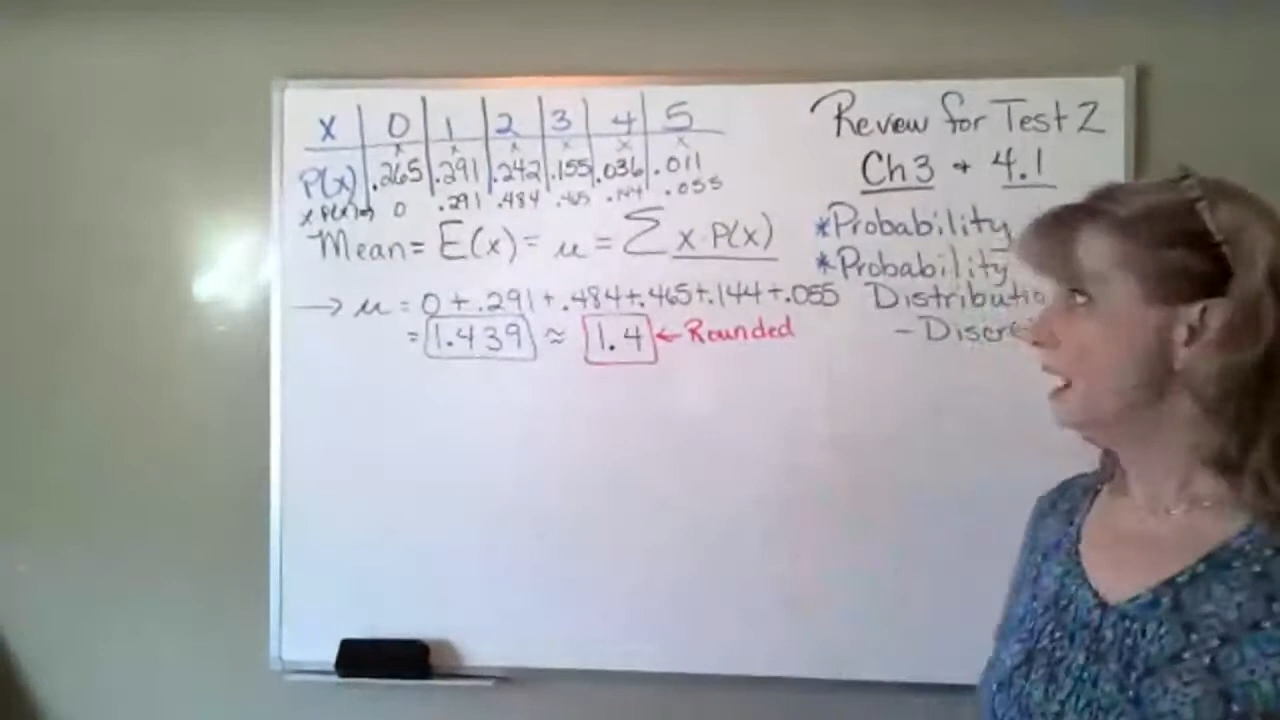 x 0 1 2 3 4 5
P(x) .265 .291 .242 .155 .036 .011
x P(x)= 0 .291 .484 .465 .144 .055
Mean = E(x) = μ = Σ x·P(x)
→ μ = 0 + .291 + .484 + .465 + .144 + .055
= 1.439 ≈ 1.4 ← Rounded
Review for Test 2
Ch 3 + 4.1
*Probability
*Probability
Distributio
- Discre